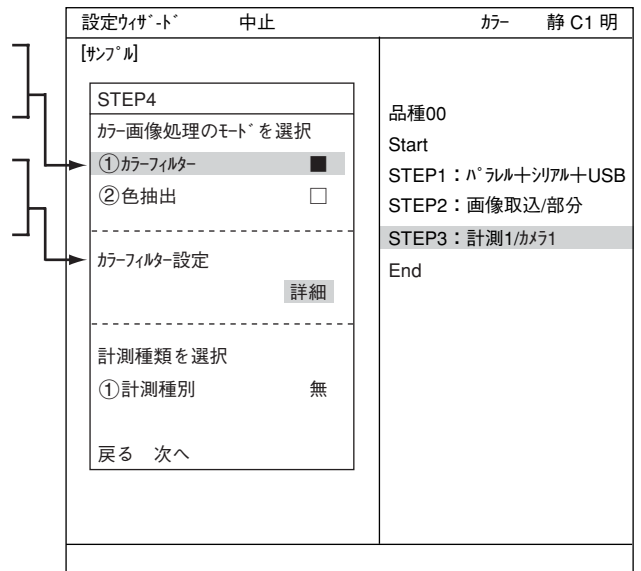 設定ｳｨｻﾞｰﾄﾞ 中止 ｶﾗｰ 静 C1 明
[ｻﾝﾌﾟﾙ]
STEP4
ｶﾗｰ画像処理のﾓｰﾄﾞを選択
①ｶﾗｰﾌｨﾙﾀｰ ■
②色抽出 □
ｶﾗｰﾌｨﾙﾀｰ設定
詳細
計測種類を選択
①計測種別 無
戻る 次へ
品種00
Start
STEP1：ﾊﾟﾗﾚﾙ＋ｼﾘｱﾙ＋USB
STEP2：画像取込/部分
STEP3：計測1/ｶﾒﾗ1
End